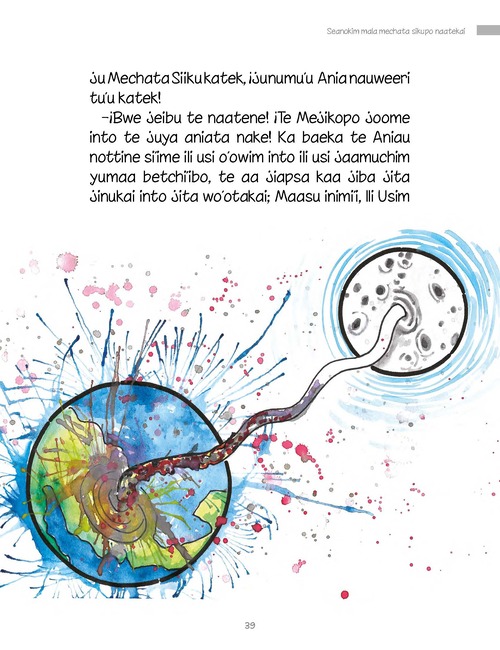 Seanokim mala mechata sikupo naatekai
ju Mechata Siiku katek, ¡junumu'u Ania nauweeri
tu'u katek!
–¡Bwe jeibu te naatene! ¡Te Mejikopo joome
into te juya aniata nake! Ka baeka te Aniau
nottine siime ili usi o'owim into ili usi jaamuchim
yumaa betchi'ibo, te aa jiapsa kaa jiba jita
jinukai into jita wo'otakai; Maasu inimi'i, Ili Usim
39